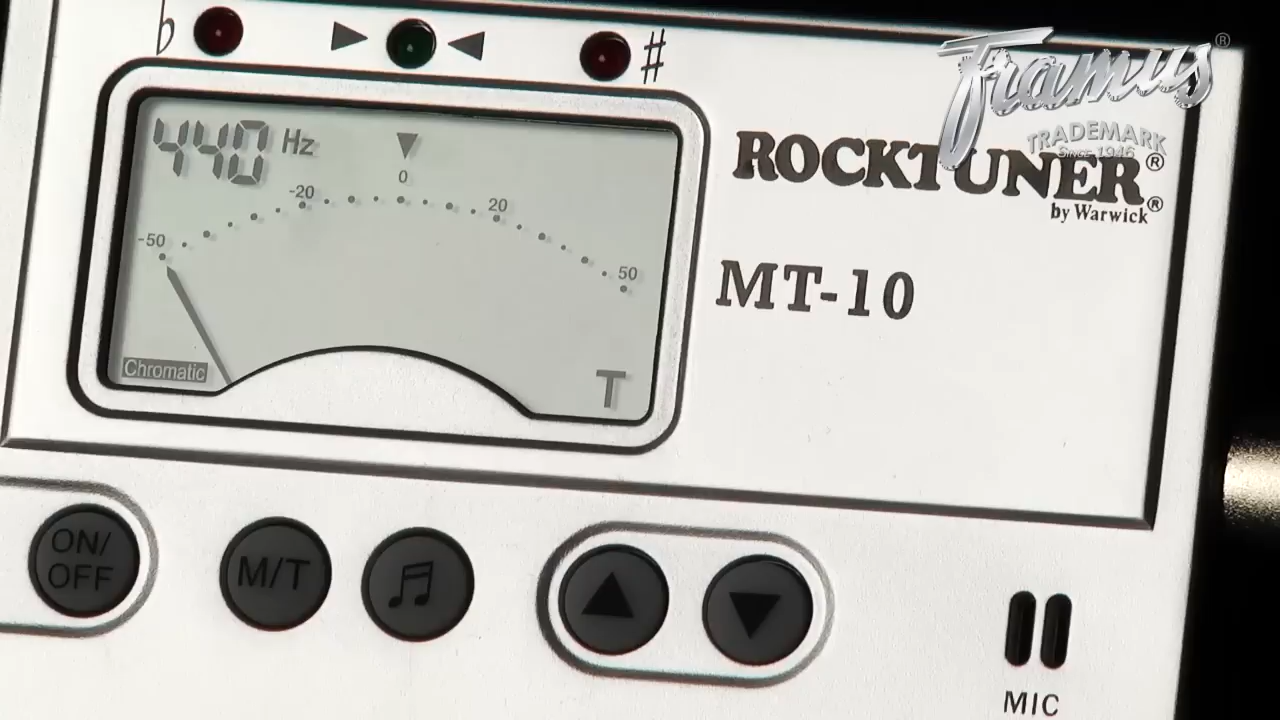 ♭
♯
Framus®
TRADEMARK
SINCE 1946
440 Hz
0
-20
20
-50
50
Chromatic
T
ROCKTUNER®
by Warwick®
MT-10
ON/
OFF
M/T
MIC